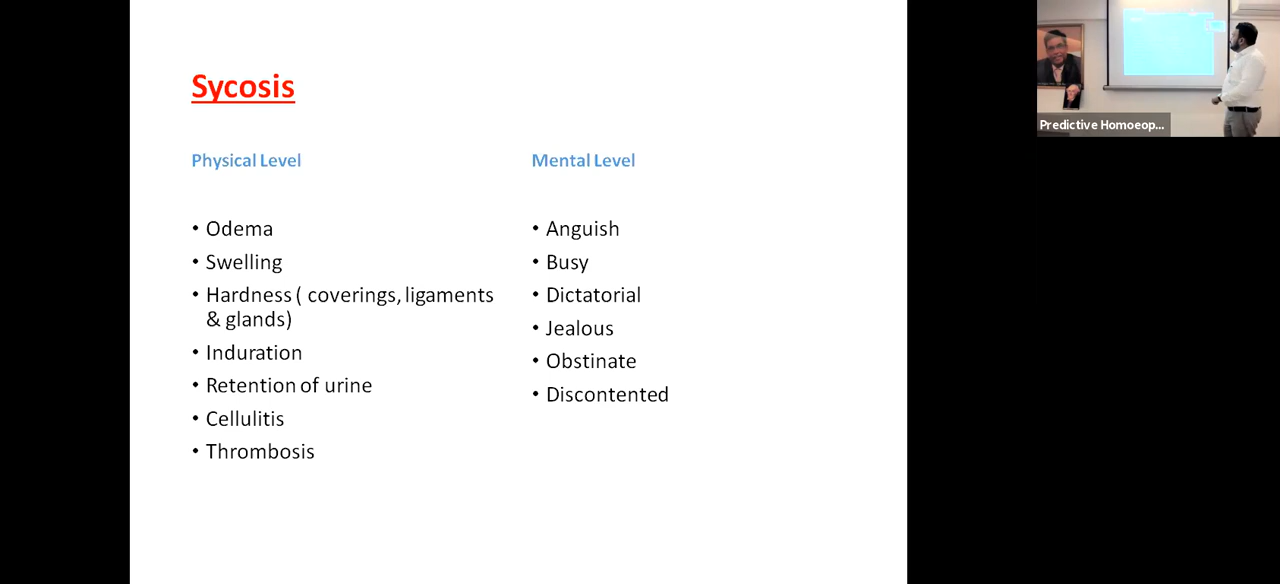 Sycosis
Physical Level
• Odema
• Swelling
• Hardness ( coverings, ligaments
& glands)
• Induration
• Retention of urine
• Cellulitis
• Thrombosis
Mental Level
• Anguish
• Busy
• Dictatorial
• Jealous
• Obstinate
• Discontented
Predictive Homoeop...